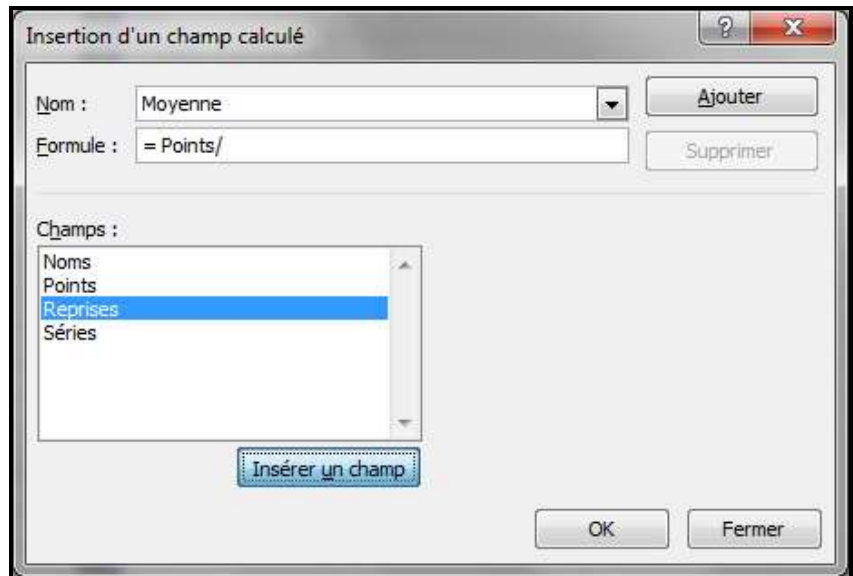 Insertion d'un champ calculé
Nom : Moyenne Ajouter
Formule : = Points/ Supprimer
Champs :
Noms
Points
Reprises
Séries
Insérer un champ
OK Fermer